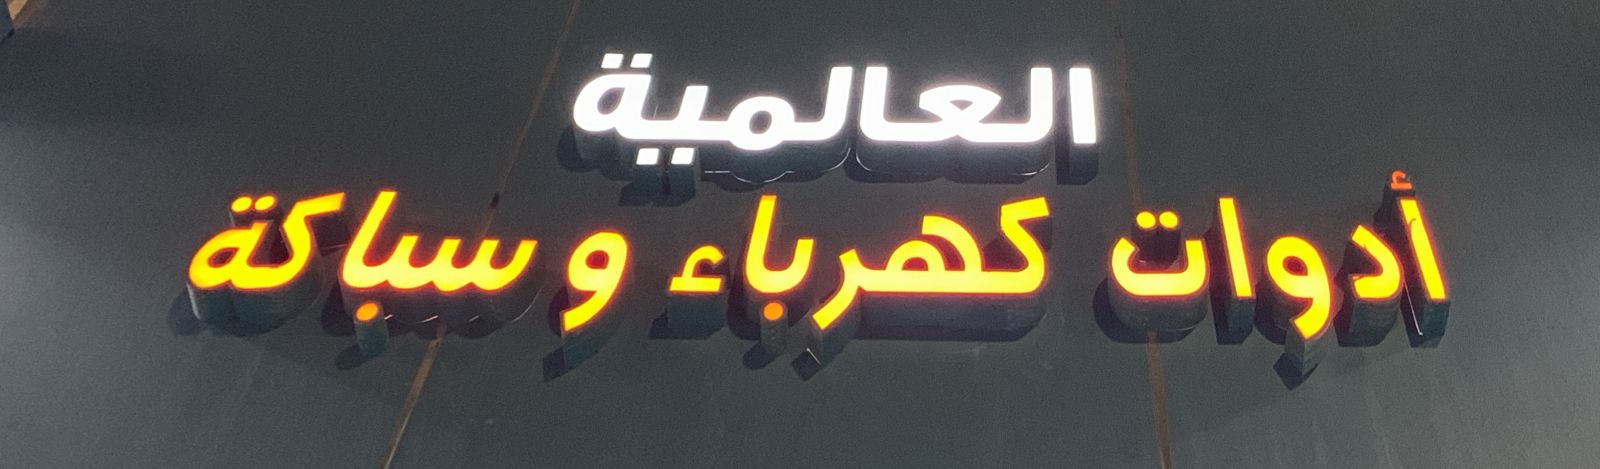 العالمية
أدوات كهرباء و سباكة